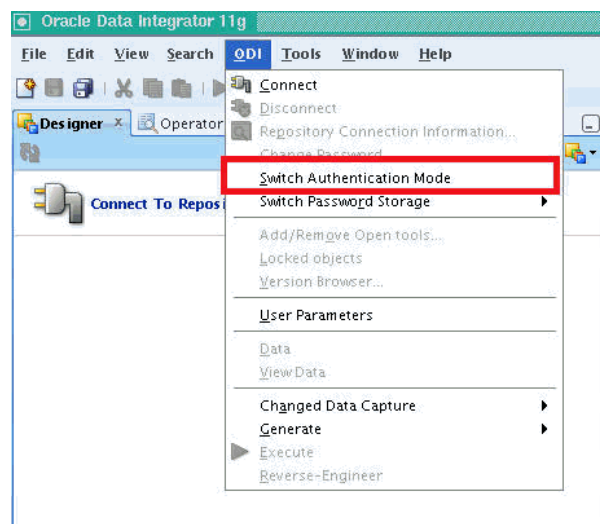 Oracle Data Integrator 11g
File Edit View Search ODI Tools Window Help
Connect
Disconnect
Designer x Operator
Repository Connection Information...
Change Password
Switch Authentication Mode
Connect To Reposi
Switch Password Storage
Add/Remove Open tools...
Locked objects
Version Browser...
User Parameters
Data
View Data
Changed Data Capture
Generate
Execute
Reverse-Engineer